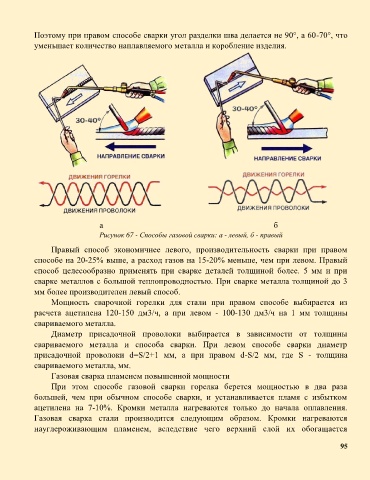 Поэтому при правом способе сварки угол разделки шва делается не 90°, а 60-70°, что
уменьшает количество наплавляемого металла и коробление изделия.
30-40°
30-40°
НАПРАВЛЕНИЕ СВАРКИ
НАПРАВЛЕНИЕ СВАРКИ
ДВИЖЕНИЯ ГОРЕЛКИ
ДВИЖЕНИЯ ГОРЕЛКИ
ДВИЖЕНИЯ ПРОВОЛОКИ
ДВИЖЕНИЯ ПРОВОЛОКИ
а б
Рисунок 67 - Способы газовой сварки: а - левый, б - правый
Правый способ экономичнее левого, производительность сварки при правом
способе на 20-25% выше, а расход газов на 15-20% меньше, чем при левом. Правый
способ целесообразно применять при сварке деталей толщиной более. 5 мм и при
сварке металлов с большой теплопроводностью. При сварке металла толщиной до 3
мм более производителен левый способ.
Мощность сварочной горелки для стали при правом способе выбирается из
расчета ацетилена 120-150 дм3/ч, а при левом - 100-130 дм3/ч на 1 мм толщины
свариваемого металла.
Диаметр присадочной проволоки выбирается в зависимости от толщины
свариваемого металла и способа сварки. При левом способе сварки диаметр
присадочной проволоки d=S/2+1 мм, а при правом d-S/2 мм, где S - толщина
свариваемого металла, мм.
Газовая сварка пламенем повышенной мощности
При этом способе газовой сварки горелка берется мощностью в два раза
большей, чем при обычном способе сварки, и устанавливается пламя с избытком
ацетилена на 7-10%. Кромки металла нагреваются только до начала оплавления.
Газовая сварка стали производится следующим образом. Кромки нагреваются
науглероживающим пламенем, вследствие чего верхний слой их обогащается
95